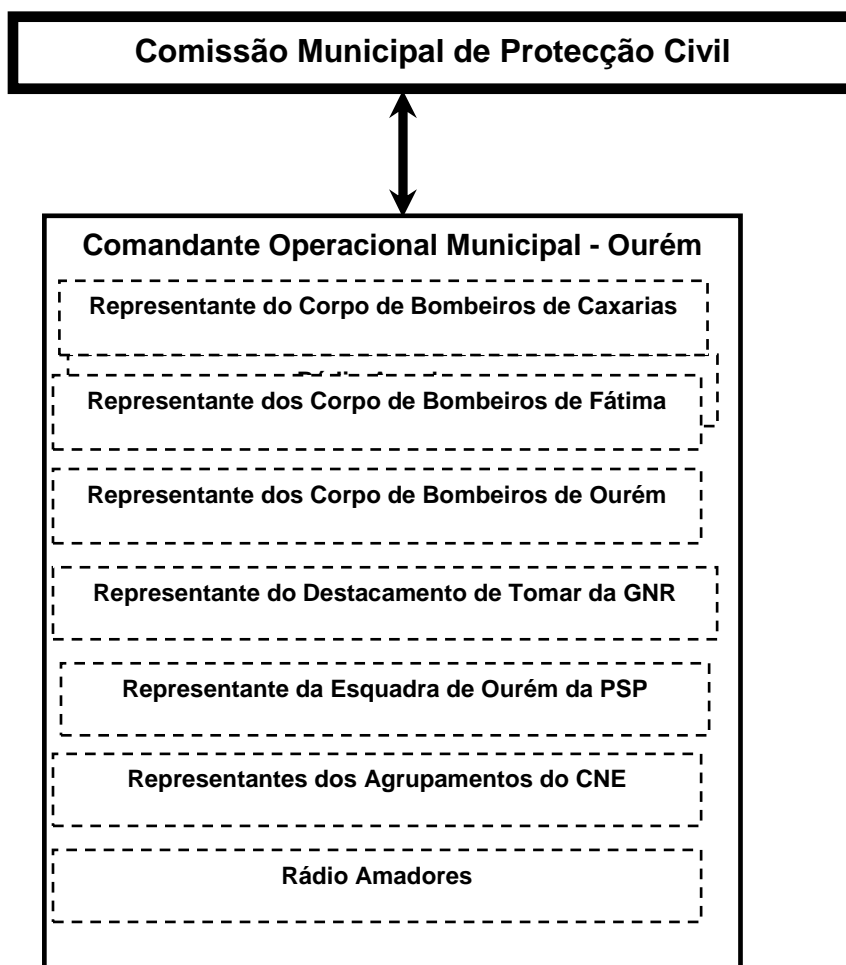 Comissão Municipal de Protecção Civil
Comandante Operacional Municipal - Ourém
Representante do Corpo de Bombeiros de Caxarias
Representante dos Corpo de Bombeiros de Fátima
Representante dos Corpo de Bombeiros de Ourém
Representante do Destacamento de Tomar da GNR
Representante da Esquadra de Ourém da PSP
Representantes dos Agrupamentos do CNE
Rádio Amadores